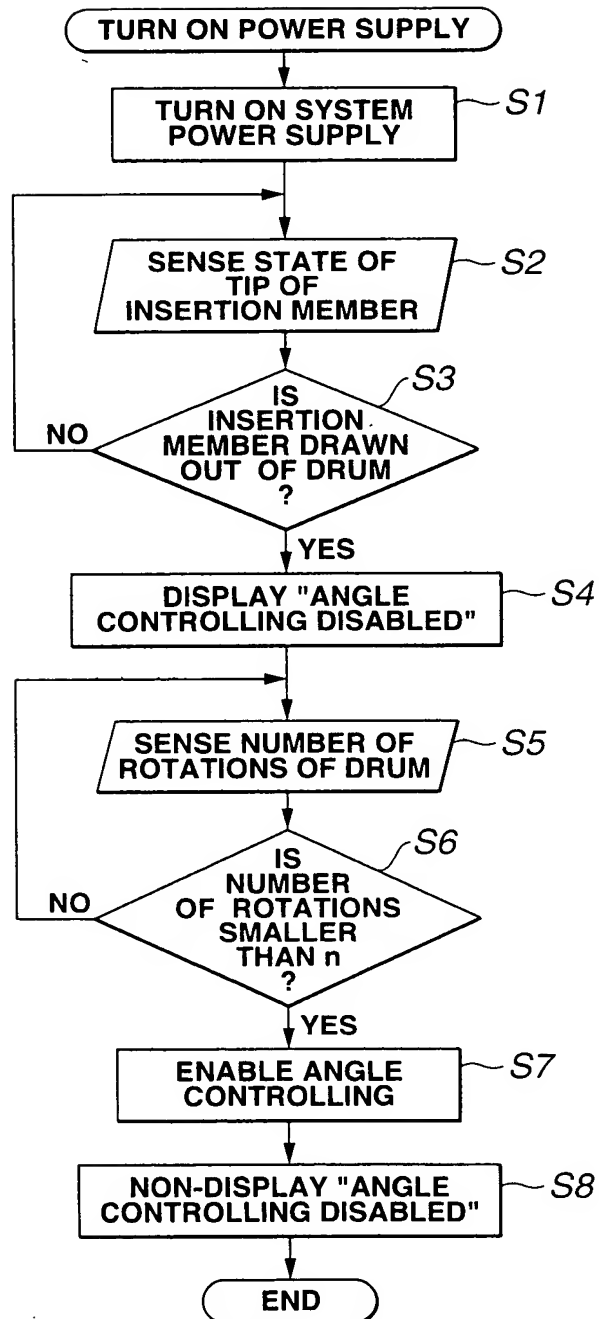 TURN ON POWER SUPPLY
TURN ON SYSTEM
POWER SUPPLY
S1
SENSE STATE OF
TIP OF
INSERTION MEMBER
S2
S3
IS
INSERTION
MEMBER DRAWN
OUT OF DRUM
?
NO
YES
DISPLAY "ANGLE
CONTROLLING DISABLED"
S4
SENSE NUMBER OF
ROTATIONS OF DRUM
S5
S6
IS
NUMBER
OF ROTATIONS
SMALLER
THAN n
?
NO
YES
ENABLE ANGLE
CONTROLLING
S7
NON-DISPLAY "ANGLE
CONTROLLING DISABLED"
S8
END